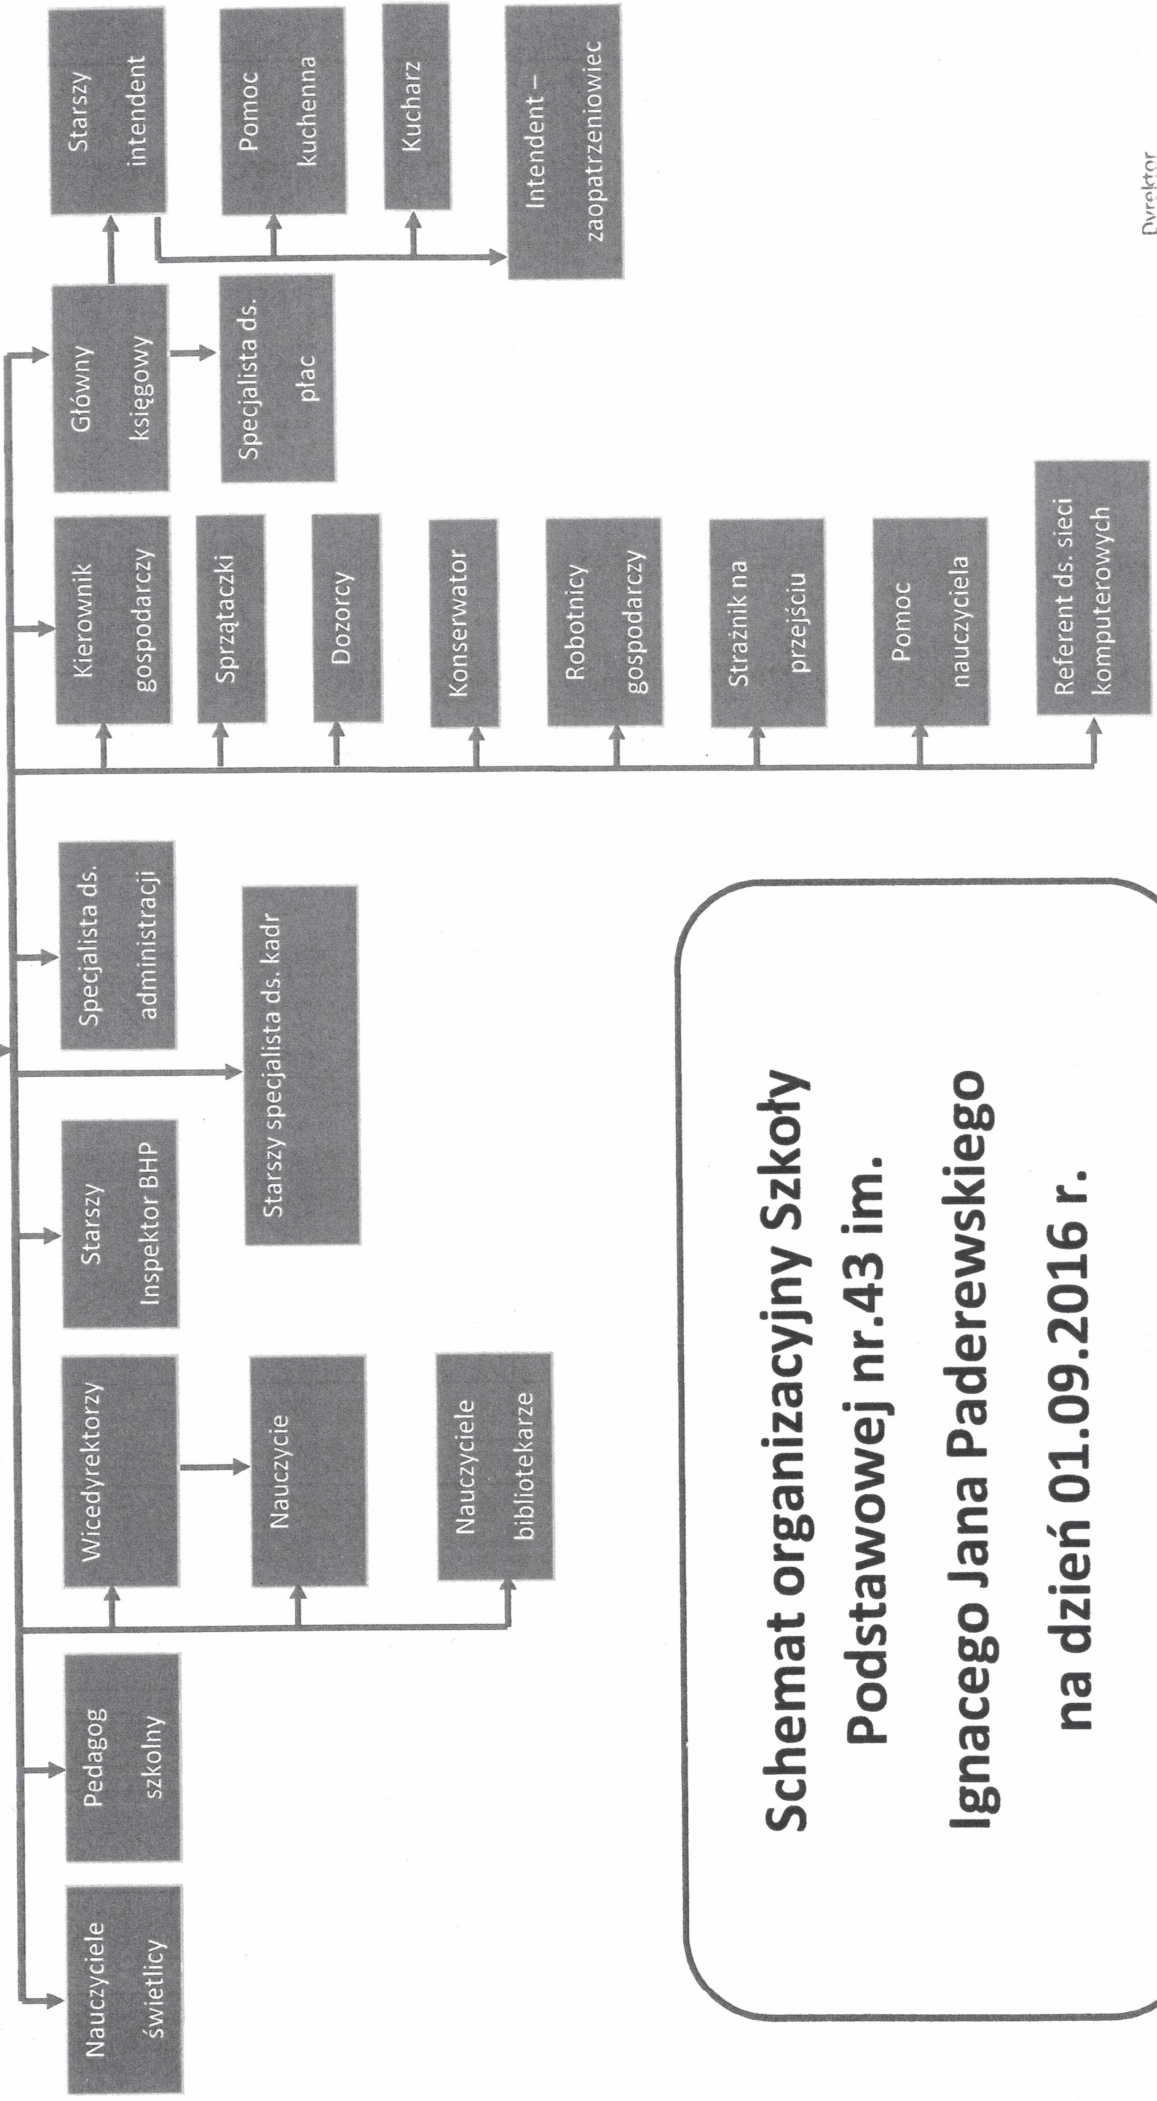 Nauczyciele
świetlicy
Pedagog
szkolny
Wicedyrektorzy
Nauczycie
Nauczyciele
bibliotekarze
Starszy
Inspektor BHP
Starszy specjalista ds. kadr
Specjalista ds.
administracji
Kierownik
gospodarczy
Sprzątaczki
Dozorcy
Konserwator
Robotnicy
gospodarczy
Strażnik na
przejściu
Pomoc
nauczyciela
Referent ds. sieci
komputerowych
Główny
księgowy
Specjalista ds.
płac
Starszy
intendent
Pomoc
kuchenna
Kucharz
Intendent –
zaopatrzeniowiec
Schemat organizacyjny Szkoły
Podstawowej nr.43 im.
Ignacego Jana Paderewskiego
na dzień 01.09.2016 r.
Dyrektor